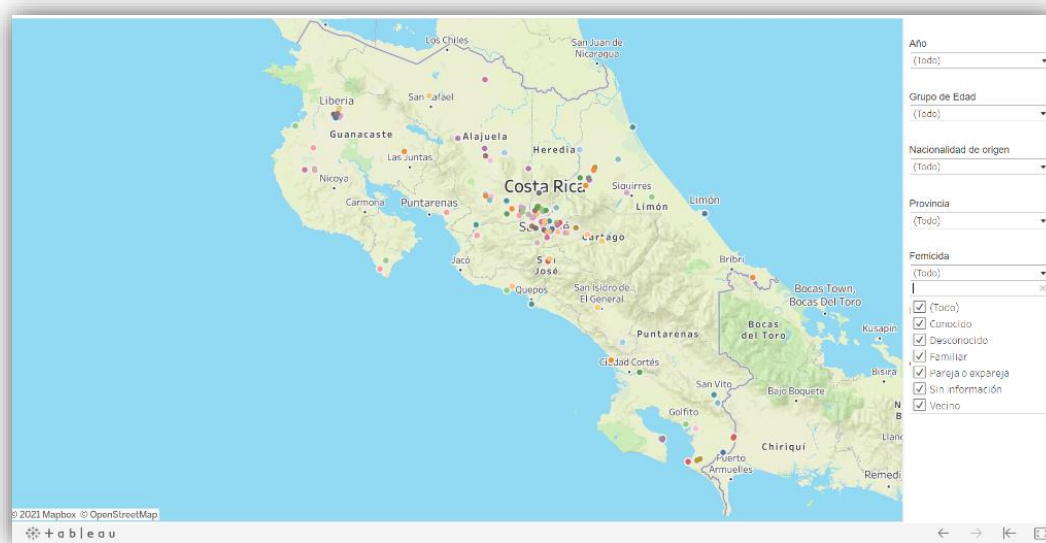 Los Chiles
San Juan de
Nicaragua
Liberia
San Rafael
Guanacaste
Alajuela
Heredia
Las Juntas
Costa Rica
Siquirres
Nicoya
Carmona
Puntarenas
Limón
Limón
Cartago
Jacó
San
José
Quepos
San Isidro de
El General
Bribri
Bocas Town,
Bocas Del Toro
Puntarenas
Bocas
del Toro
Kusapín
Ciudad Cortés
San Vito
Bajo Boquete
Bisira
Golfito
Chiriquí
Puerto
Armuelles
Remedi
© 2021 Mapbox © OpenStreetMap
Año
(Todo)
Grupo de Edad
(Todo)
Nacionalidad de origen
(Todo)
Provincia
(Todo)
Femicida
(Todo)
(Todo)
Conocido
Desconocido
Familiar
Pareja o expareja
Sin información
Vecino
+ableau